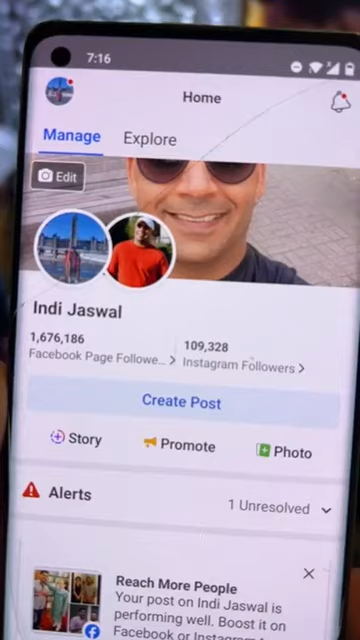 7:16
Home
Manage Explore
Edit
Indi Jaswal
1,676,186 109,328
Facebook Page Followe... Instagram Followers
Create Post
Story Promote Photo
Alerts 1 Unresolved
Reach More People
Your post on Indi Jaswal is
performing well. Boost it on
Facebook or Instagram